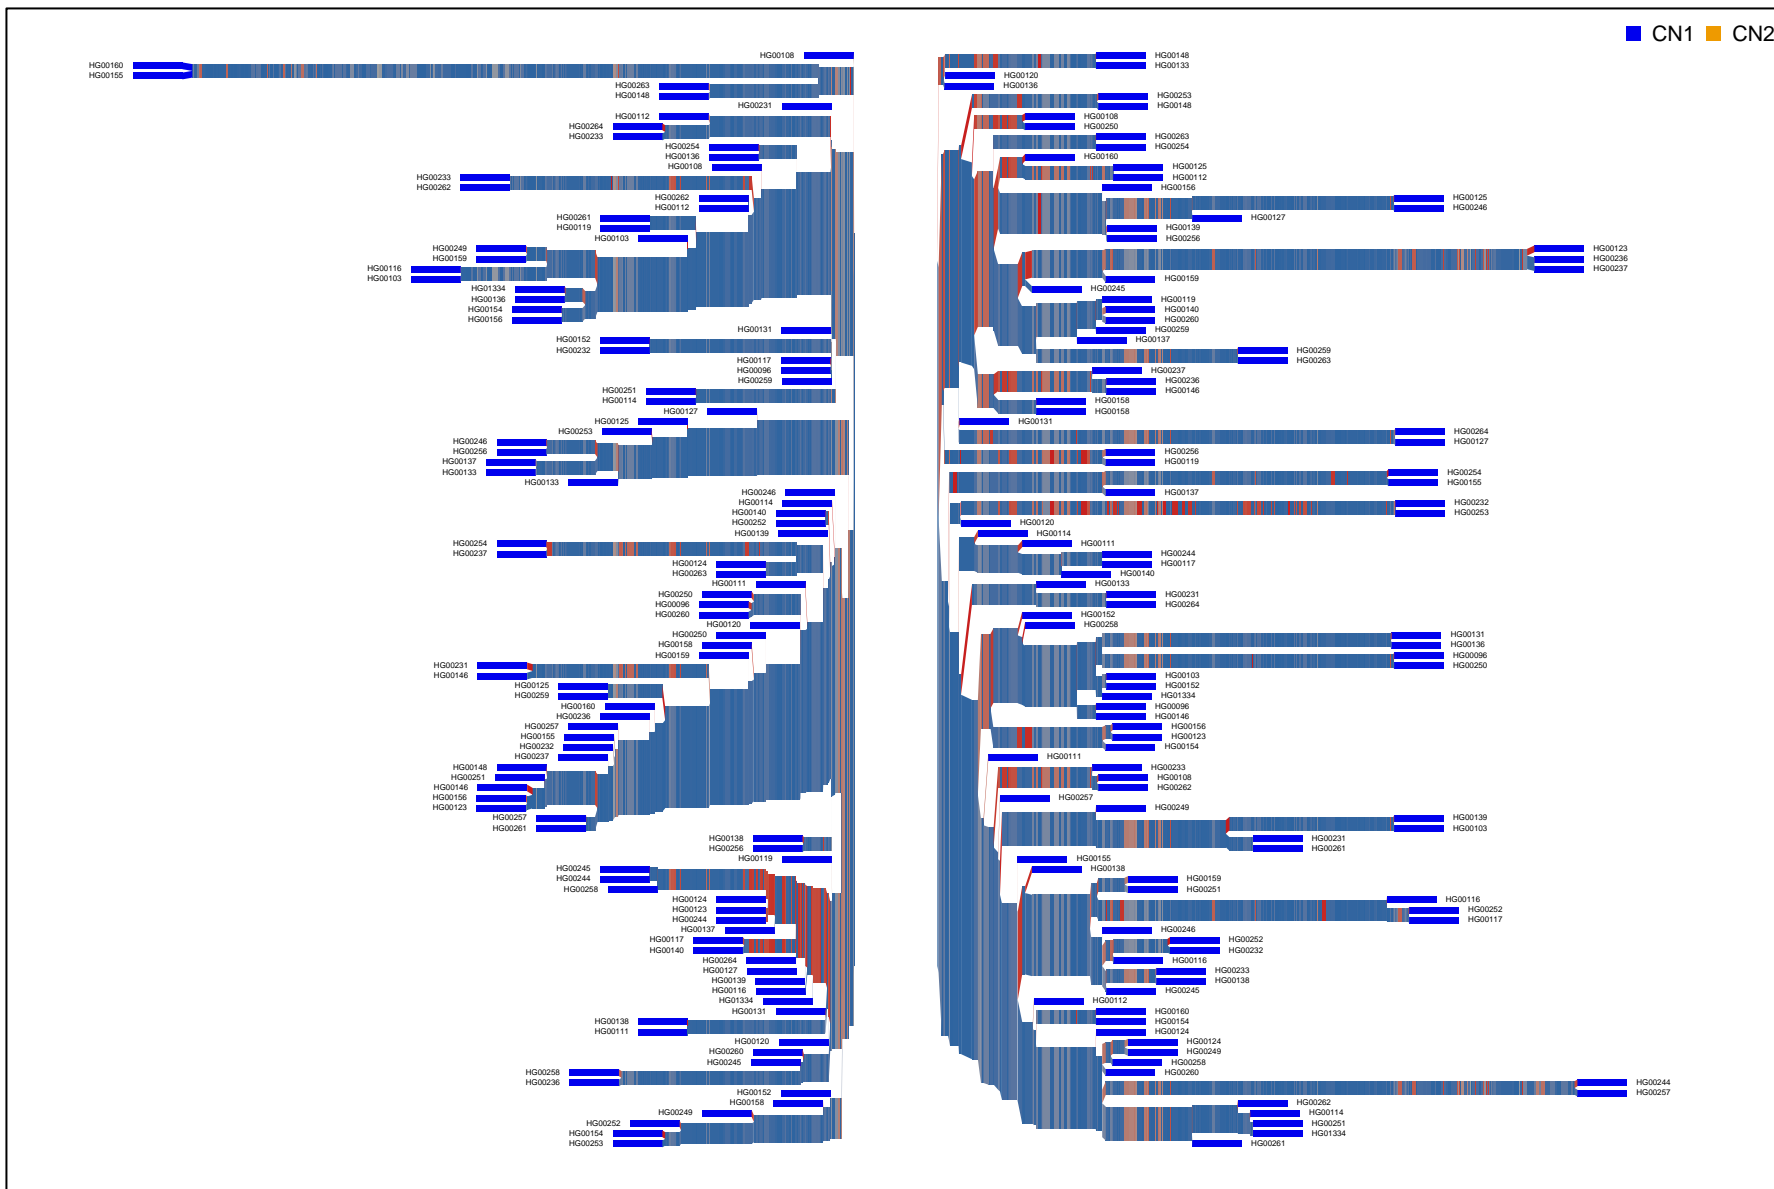 CN1 CN2
HG00108
HG00160
HG00155
HG00263
HG00148
HG00231
HG00112
HG00264
HG00233
HG00254
HG00136
HG00108
HG00233
HG00262
HG00262
HG00112
HG00261
HG00119
HG00103
HG00249
HG00159
HG00116
HG00103
HG01334
HG00136
HG00154
HG00156
HG00131
HG00152
HG00232
HG00117
HG00096
HG00259
HG00251
HG00114
HG00127
HG00125
HG00253
HG00246
HG00256
HG00137
HG00133
HG00133
HG00246
HG00114
HG00140
HG00252
HG00139
HG00254
HG00237
HG00124
HG00263
HG00111
HG00250
HG00096
HG00260
HG00120
HG00250
HG00158
HG00159
HG00231
HG00146
HG00125
HG00259
HG00160
HG00236
HG00257
HG00155
HG00232
HG00237
HG00148
HG00251
HG00146
HG00156
HG00123
HG00257
HG00261
HG00138
HG00256
HG00119
HG00245
HG00244
HG00258
HG00124
HG00123
HG00244
HG00137
HG00117
HG00140
HG00264
HG00127
HG00139
HG00116
HG01334
HG00131
HG00138
HG00111
HG00120
HG00260
HG00245
HG00258
HG00236
HG00152
HG00158
HG00249
HG00252
HG00154
HG00253
HG00148
HG00133
HG00120
HG00136
HG00253
HG00148
HG00108
HG00250
HG00263
HG00254
HG00160
HG00125
HG00112
HG00156
HG00125
HG00246
HG00127
HG00139
HG00256
HG00123
HG00236
HG00237
HG00159
HG00245
HG00119
HG00140
HG00260
HG00259
HG00137
HG00259
HG00263
HG00237
HG00236
HG00146
HG00158
HG00158
HG00131
HG00264
HG00127
HG00256
HG00119
HG00254
HG00155
HG00137
HG00232
HG00253
HG00120
HG00114
HG00111
HG00244
HG00117
HG00140
HG00133
HG00231
HG00264
HG00152
HG00258
HG00131
HG00136
HG00096
HG00250
HG00103
HG00152
HG01334
HG00096
HG00146
HG00156
HG00123
HG00154
HG00111
HG00233
HG00108
HG00262
HG00257
HG00249
HG00139
HG00103
HG00231
HG00261
HG00155
HG00138
HG00159
HG00251
HG00116
HG00252
HG00117
HG00246
HG00252
HG00232
HG00116
HG00233
HG00138
HG00245
HG00112
HG00160
HG00154
HG00124
HG00124
HG00249
HG00258
HG00260
HG00244
HG00257
HG00262
HG00114
HG00251
HG01334
HG00261